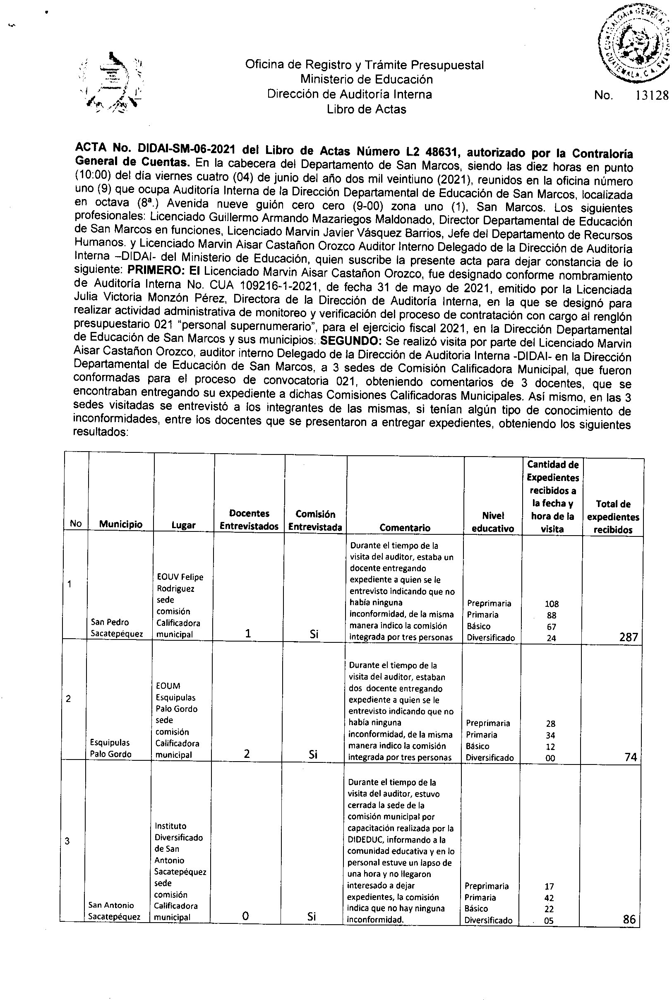 CONTRALORIA GENERAL DE CUENTAS
GUATEMALA, C.A.
Oficina de Registro y Trámite Presupuestal
Ministerio de Educación
Dirección de Auditoría Interna
Libro de Actas
No. 13128
ACTA No. DIDAI-SM-06-2021 del Libro de Actas Número L2 48631, autorizado por la Contraloría
General de Cuentas. En la cabecera del Departamento de San Marcos, siendo las diez horas en punto
(10:00) del día viernes cuatro (04) de junio del año dos mil veintiuno (2021), reunidos en la oficina número
uno (9) que ocupa Auditoría Interna de la Dirección Departamental de Educación de San Marcos, localizada
en octava (8ª.) Avenida nueve guión cero cero (9-00) zona uno (1), San Marcos. Los siguientes
profesionales: Licenciado Guillermo Armando Mazariegos Maldonado, Director Departamental de Educación
de San Marcos en funciones, Licenciado Marvin Javier Vásquez Barrios, Jefe del Departamento de Recursos
Humanos. y Licenciado Marvin Aisar Castañon Orozco Auditor Interno Delegado de la Dirección de Auditoría
Interna –DIDAI- del Ministerio de Educación, quien suscribe la presente acta para dejar constancia de lo
siguiente: PRIMERO: El Licenciado Marvin Aisar Castañon Orozco, fue designado conforme nombramiento
de Auditoría Interna No. CUA 109216-1-2021, de fecha 31 de mayo de 2021, emitido por la Licenciada
Julia Victoria Monzón Pérez, Directora de la Dirección de Auditoría Interna, en la que se designó para
realizar actividad administrativa de monitoreo y verificación del proceso de contratación con cargo al renglón
presupuestario 021 “personal supernumerario”, para el ejercicio fiscal 2021, en la Dirección Departamental
de Educación de San Marcos y sus municipios. SEGUNDO: Se realizó visita por parte del Licenciado Marvin
Aisar Castañon Orozco, auditor interno Delegado de la Dirección de Auditoria Interna -DIDAI- en la Dirección
Departamental de Educación de San Marcos, a 3 sedes de Comisión Calificadora Municipal, que fueron
conformadas para el proceso de convocatoria 021, obteniendo comentarios de 3 docentes, que se
encontraban entregando su expediente a dichas Comisiones Calificadoras Municipales. Así mismo, en las 3
sedes visitadas se entrevistó a los integrantes de las mismas, si tenían algún tipo de conocimiento de
inconformidades, entre los docentes que se presentaron a entregar expedientes, obteniendo los siguientes
resultados:
No
Municipio
Lugar
Docentes
Entrevistados
Comisión
Entrevistada
Comentario
Nivel
educativo
Cantidad de
Expedientes
recibidos a
la fecha y
hora de la
visita
Total de
expedientes
recibidos
1
San Pedro
Sacatepéquez
EOUV Felipe
Rodriguez
sede
comisión
Calificadora
municipal
1
Si
Durante el tiempo de la
visita del auditor, estaba un
docente entregando
expediente a quien se le
entrevisto indicando que no
había ninguna
inconformidad, de la misma
manera indico la comisión
integrada por tres personas
Preprimaria 108
Primaria 88
Básico 67
Diversificado 24
287
2
Esquipulas
Palo Gordo
EOUM
Esquipulas
Palo Gordo
sede
comisión
Calificadora
municipal
2
Si
Durante el tiempo de la
visita del auditor, estaban
dos docente entregando
expediente a quien se le
entrevisto indicando que no
había ninguna
inconformidad, de la misma
manera indico la comisión
integrada por tres personas
Preprimaria 28
Primaria 34
Básico 12
Diversificado 00
74
3
San Antonio
Sacatepéquez
Instituto
Diversificado
de San
Antonio
Sacatepéquez
sede
comisión
Calificadora
municipal
0
Si
Durante el tiempo de la
visita del auditor, estuvo
cerrada la sede de la
comisión municipal por
capacitación realizada por la
DIDEDUC, informando a la
comunidad educativa y en lo
personal estuve un lapso de
una hora y no llegaron
interesado a dejar
expedientes, la comisión
indica que no hay ninguna
inconformidad.
Preprimaria 17
Primaria 42
Básico 22
Diversificado 05
86